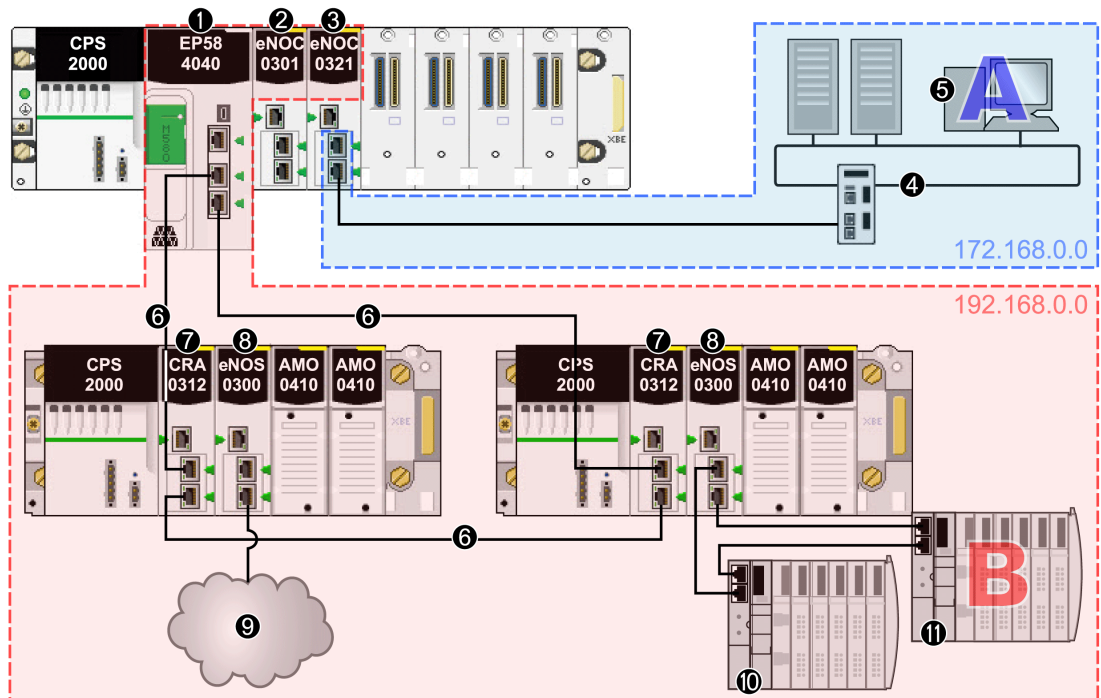 1
2
3
CPS
2000
EP58
4040
eNOC
0301
eNOC
0321
XBE
A
5
4
172.168.0.0
192.168.0.0
6
6
7
8
7
8
CPS
2000
CRA
0312
eNOS
0300
AMO
0410
AMO
0410
XBE
CPS
2000
CRA
0312
eNOS
0300
AMO
0410
AMO
0410
XBE
6
B
9
10
11